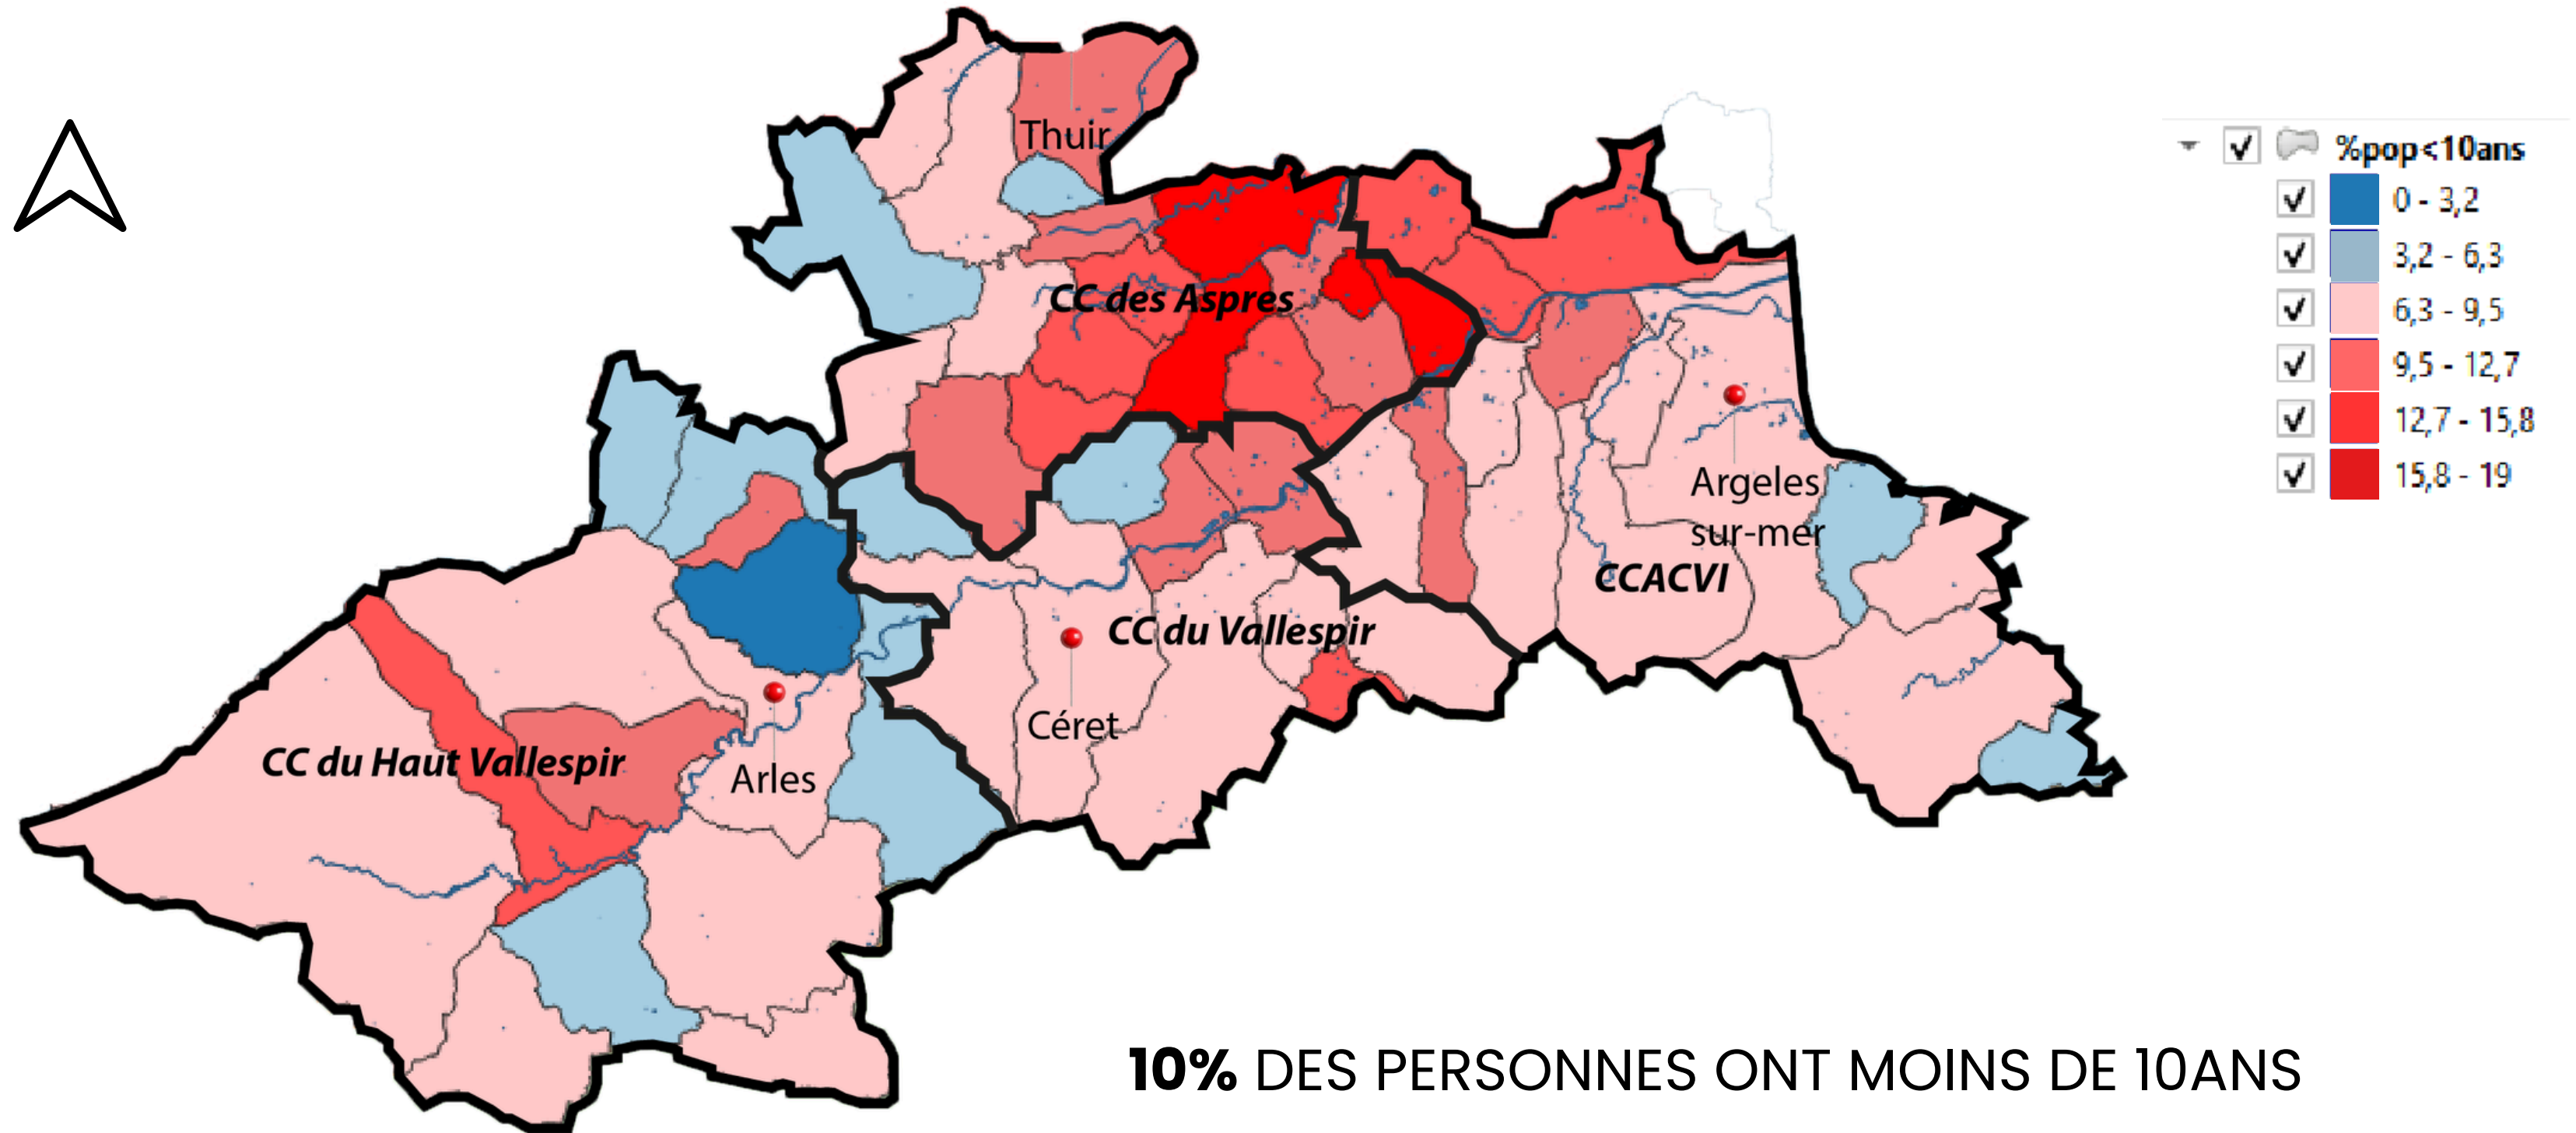 Thuir
CC des Aspres
Argeles
sur-mer
CCACVI
CC du Vallespir
Céret
CC du Haut Vallespir
Arles
%pop<10ans
0 - 3,2
3,2 - 6,3
6,3 - 9,5
9,5 - 12,7
12,7 - 15,8
15,8 - 19
10% DES PERSONNES ONT MOINS DE 10ANS